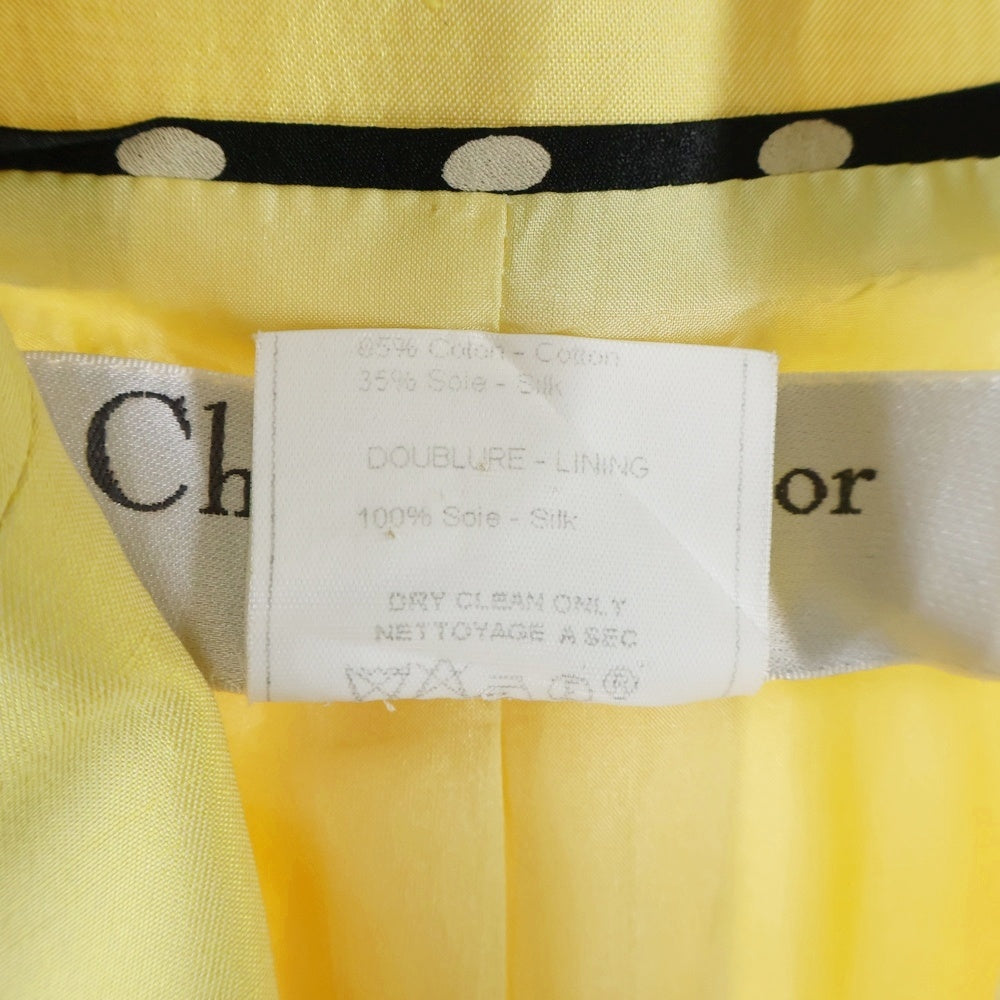 65% Coton - Cotton
35% Soie - Silk
DOUBLURE - LINING
Ch or
100% Soie - Silk
DRY CLEAN ONLY
NETTOYAGE A SEC